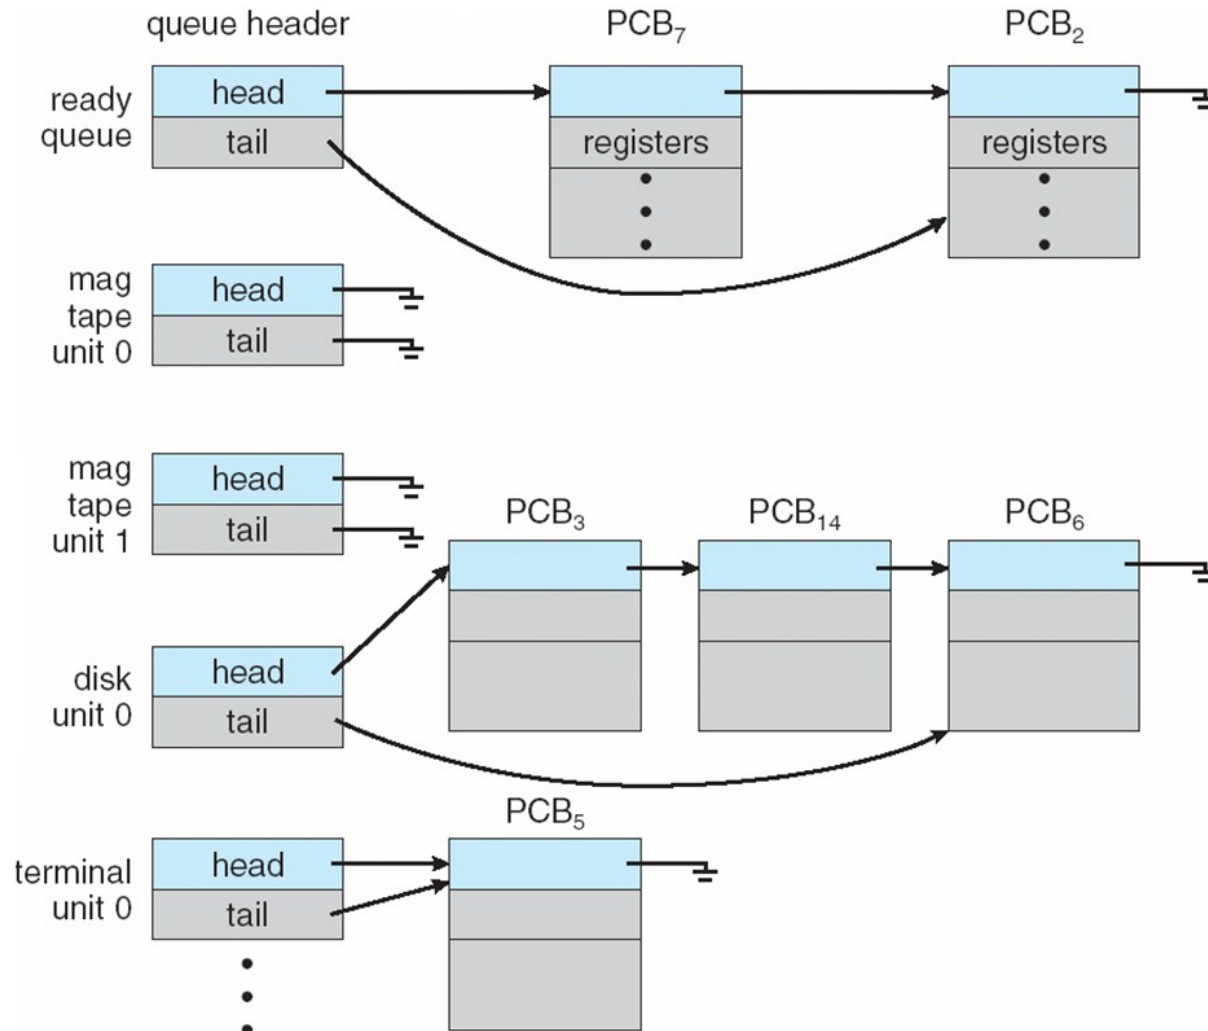 queue header
PCB₇
PCB₂
ready
queue
head
tail
registers
registers
mag
tape
unit 0
head
tail
mag
tape
unit 1
head
tail
PCB₃
PCB₁₄
PCB₆
disk
unit 0
head
tail
PCB₅
terminal
unit 0
head
tail